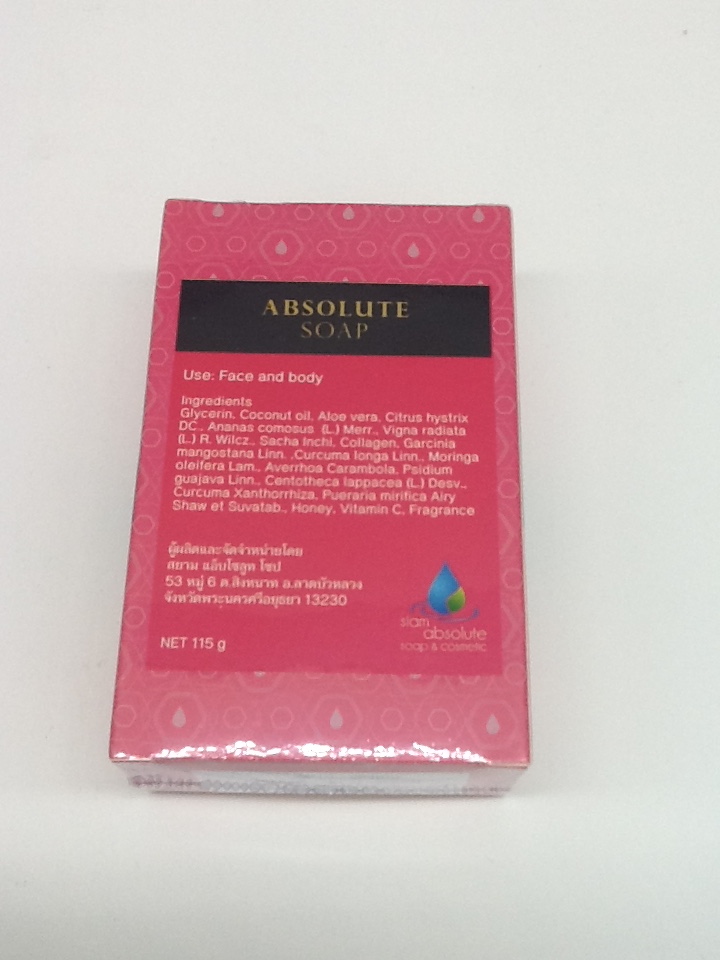 ABSOLUTE
SOAP
Use: Face and body
Ingredients
Glycerin, Coconut oil, Aloe vera, Citrus hystrix
DC., Ananas comosus (L.) Merr., Vigna radiata
(L.) R. Wilcz., Sacha Inchi, Collagen, Garcinia
mangostana Linn. ,Curcuma longa Linn., Moringa
oleifera Lam., Averrhoa Carambola, Psidium
guajava Linn., Centotheca lappacea (L.) Desv.,
Curcuma Xanthorrhiza, Pueraria mirifica Airy
Shaw et Suvatab., Honey, Vitamin C, Fragrance
ผู้ผลิตและจัดจำหน่ายโดย
สยาม แอ็บโซลูท โซป
53 หมู่ 6 ต.สิงหนาท อ.ลาดบัวหลวง
จังหวัดพระนครศรีอยุธยา 13230
NET 115 g
siam
absolute
soap & cosmetic